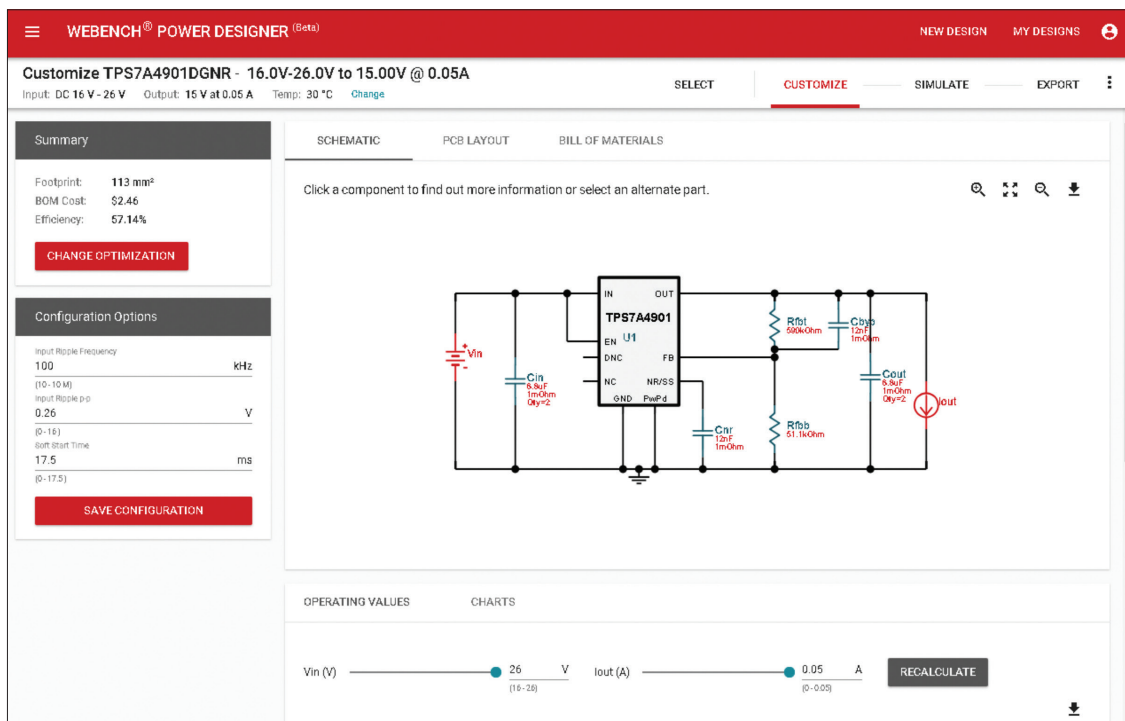 WEBENCH® POWER DESIGNER (Beta)
NEW DESIGN MY DESIGNS
Customize TPS7A4901DGNR - 16.0V-26.0V to 15.00V @ 0.05A
Input: DC 16 V - 26 V Output: 15 V at 0.05 A Temp: 30 °C Change
SELECT CUSTOMIZE SIMULATE EXPORT
Summary
Footprint: 113 mm²
BOM Cost: $2.46
Efficiency: 57.14%
CHANGE OPTIMIZATION
Configuration Options
Input Ripple Frequency
100 kHz
(10 - 10 M)
Input Ripple p-p
0.26 V
(0 - 16)
Soft Start Time
17.5 ms
(0 - 17.5)
SAVE CONFIGURATION
SCHEMATIC PCB LAYOUT BILL OF MATERIALS
Click a component to find out more information or select an alternate part.
IN OUT
TPS7A4901
EN U1
DNC FB
NC NR/SS
GND PwPd
Vin
Cin
6.8uF
1mOhm
Qty=2
Cnr
12nF
1mOhm
Rfbt
590kOhm
Cbyp
12nF
1mOhm
Rfbb
51.1kOhm
Cout
6.8uF
1mOhm
Qty=2
Iout
OPERATING VALUES CHARTS
Vin (V) 26 V Iout (A) 0.05 A RECALCULATE
(16 - 26) (0 - 0.05)